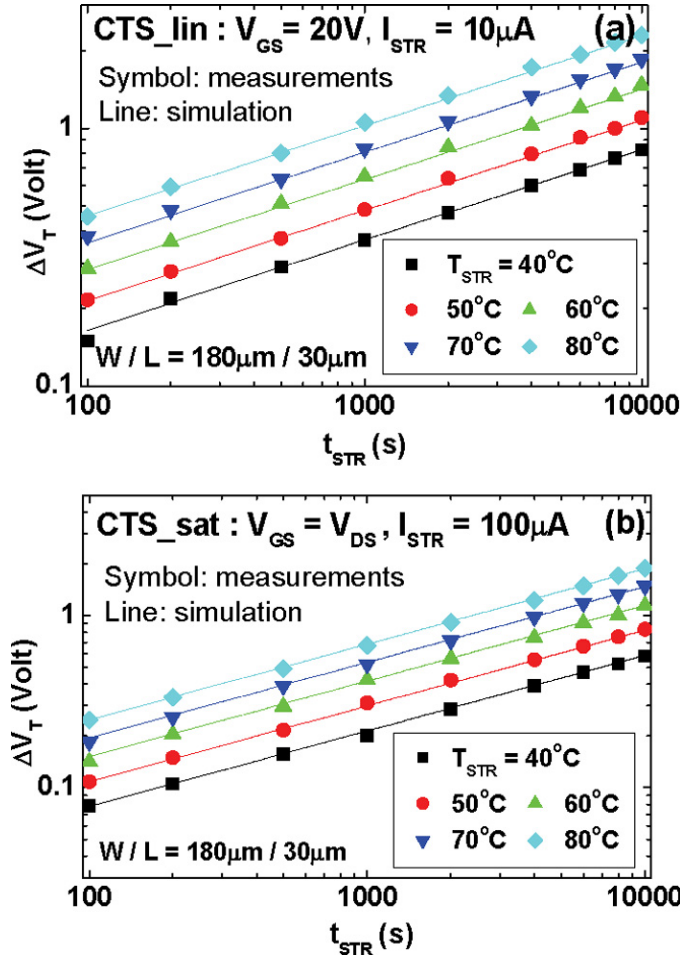 CTS_lin : V_GS = 20V, I_STR = 10μA (a)
Symbol: measurements
Line: simulation
1
ΔV_T (Volt)
T_STR = 40°C
50°C 60°C
70°C 80°C
W / L = 180μm / 30μm
0.1
100 1000 10000
t_STR (s)
CTS_sat : V_GS = V_DS , I_STR = 100μA (b)
Symbol: measurements
Line: simulation
1
ΔV_T (Volt)
0.1
T_STR = 40°C
50°C 60°C
70°C 80°C
W / L = 180μm / 30μm
100 1000 10000
t_STR (s)